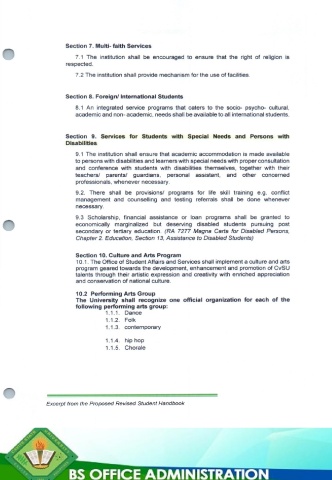 Section 7. Multi- faith Services
7.1 The institution shall be encouraged to ensure that the right of religion is
respected.
7.2 The institution shall provide mechanism for the use of facilities
Section 8. Foreign/ International Students
8.1 An integrated service programs that caters to the socio- psycho- cultural,
academic and non- academic, needs shall be available to all international students.
Section 9. Services for Students with Special Needs and Persons with
Disabilities
9.1 The institution shall ensure that academic accommodation is made available
to persons with disabilities and learners with special needs with proper consultation
and conference with students with disabilities themselves, together with their
teachers/ parents/ guardians, personal assistant, and other concerned
professionals, whenever necessary.
9.2. There shall be provisions/ programs for life skill training e.g. conflict
management and counselling and testing referrals shall be done whenever
necessary.
9.3 Scholarship, financial assistance or loan programs shall be granted to
economically marginalized but deserving disabled students pursuing post
secondary or tertiary education. (RA 7277 Magna Carta for Disabled Persons,
Chapter 2. Education, Section 13, Assistance to Disabled Students)
Section 10. Culture and Arts Program
10.1. The Office of Student Affairs and Services shall implement a culture and arts
program geared towards the development, enhancement and promotion of CvSU
talents through their artistic expression and creativity with enriched appreciation
and conservation of national culture.
10.2 Performing Arts Group
The University shall recognize one official organization for each of the
following performing arts group:
1.1.1. Dance
1.1.2. Folk
1.1.3. contemporary
1.1.4. hip hop
1.1.5. Chorale
Excerpt from the Proposed Revised Student Handbook
BS OFFICE ADMINISTRATION